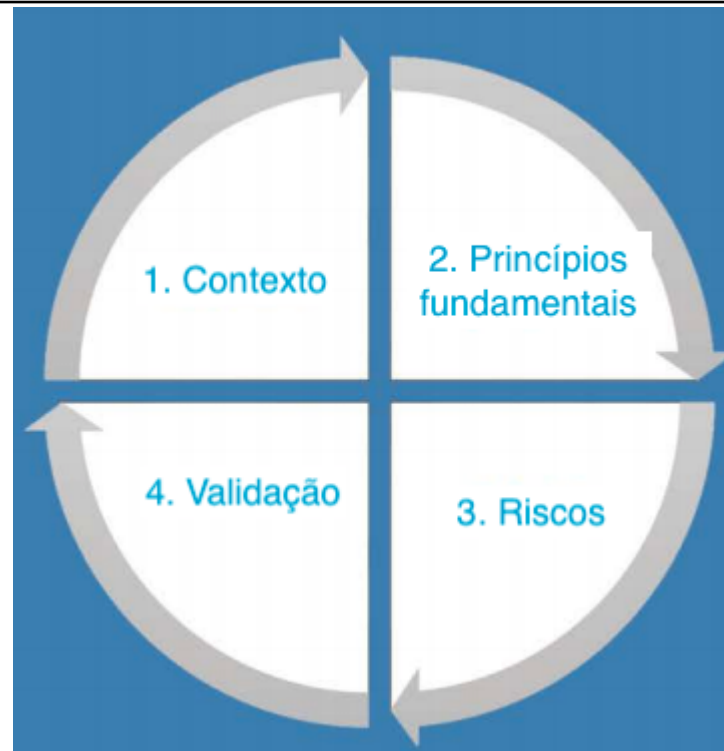 1. Contexto
2. Princípios
fundamentais
3. Riscos
4. Validação